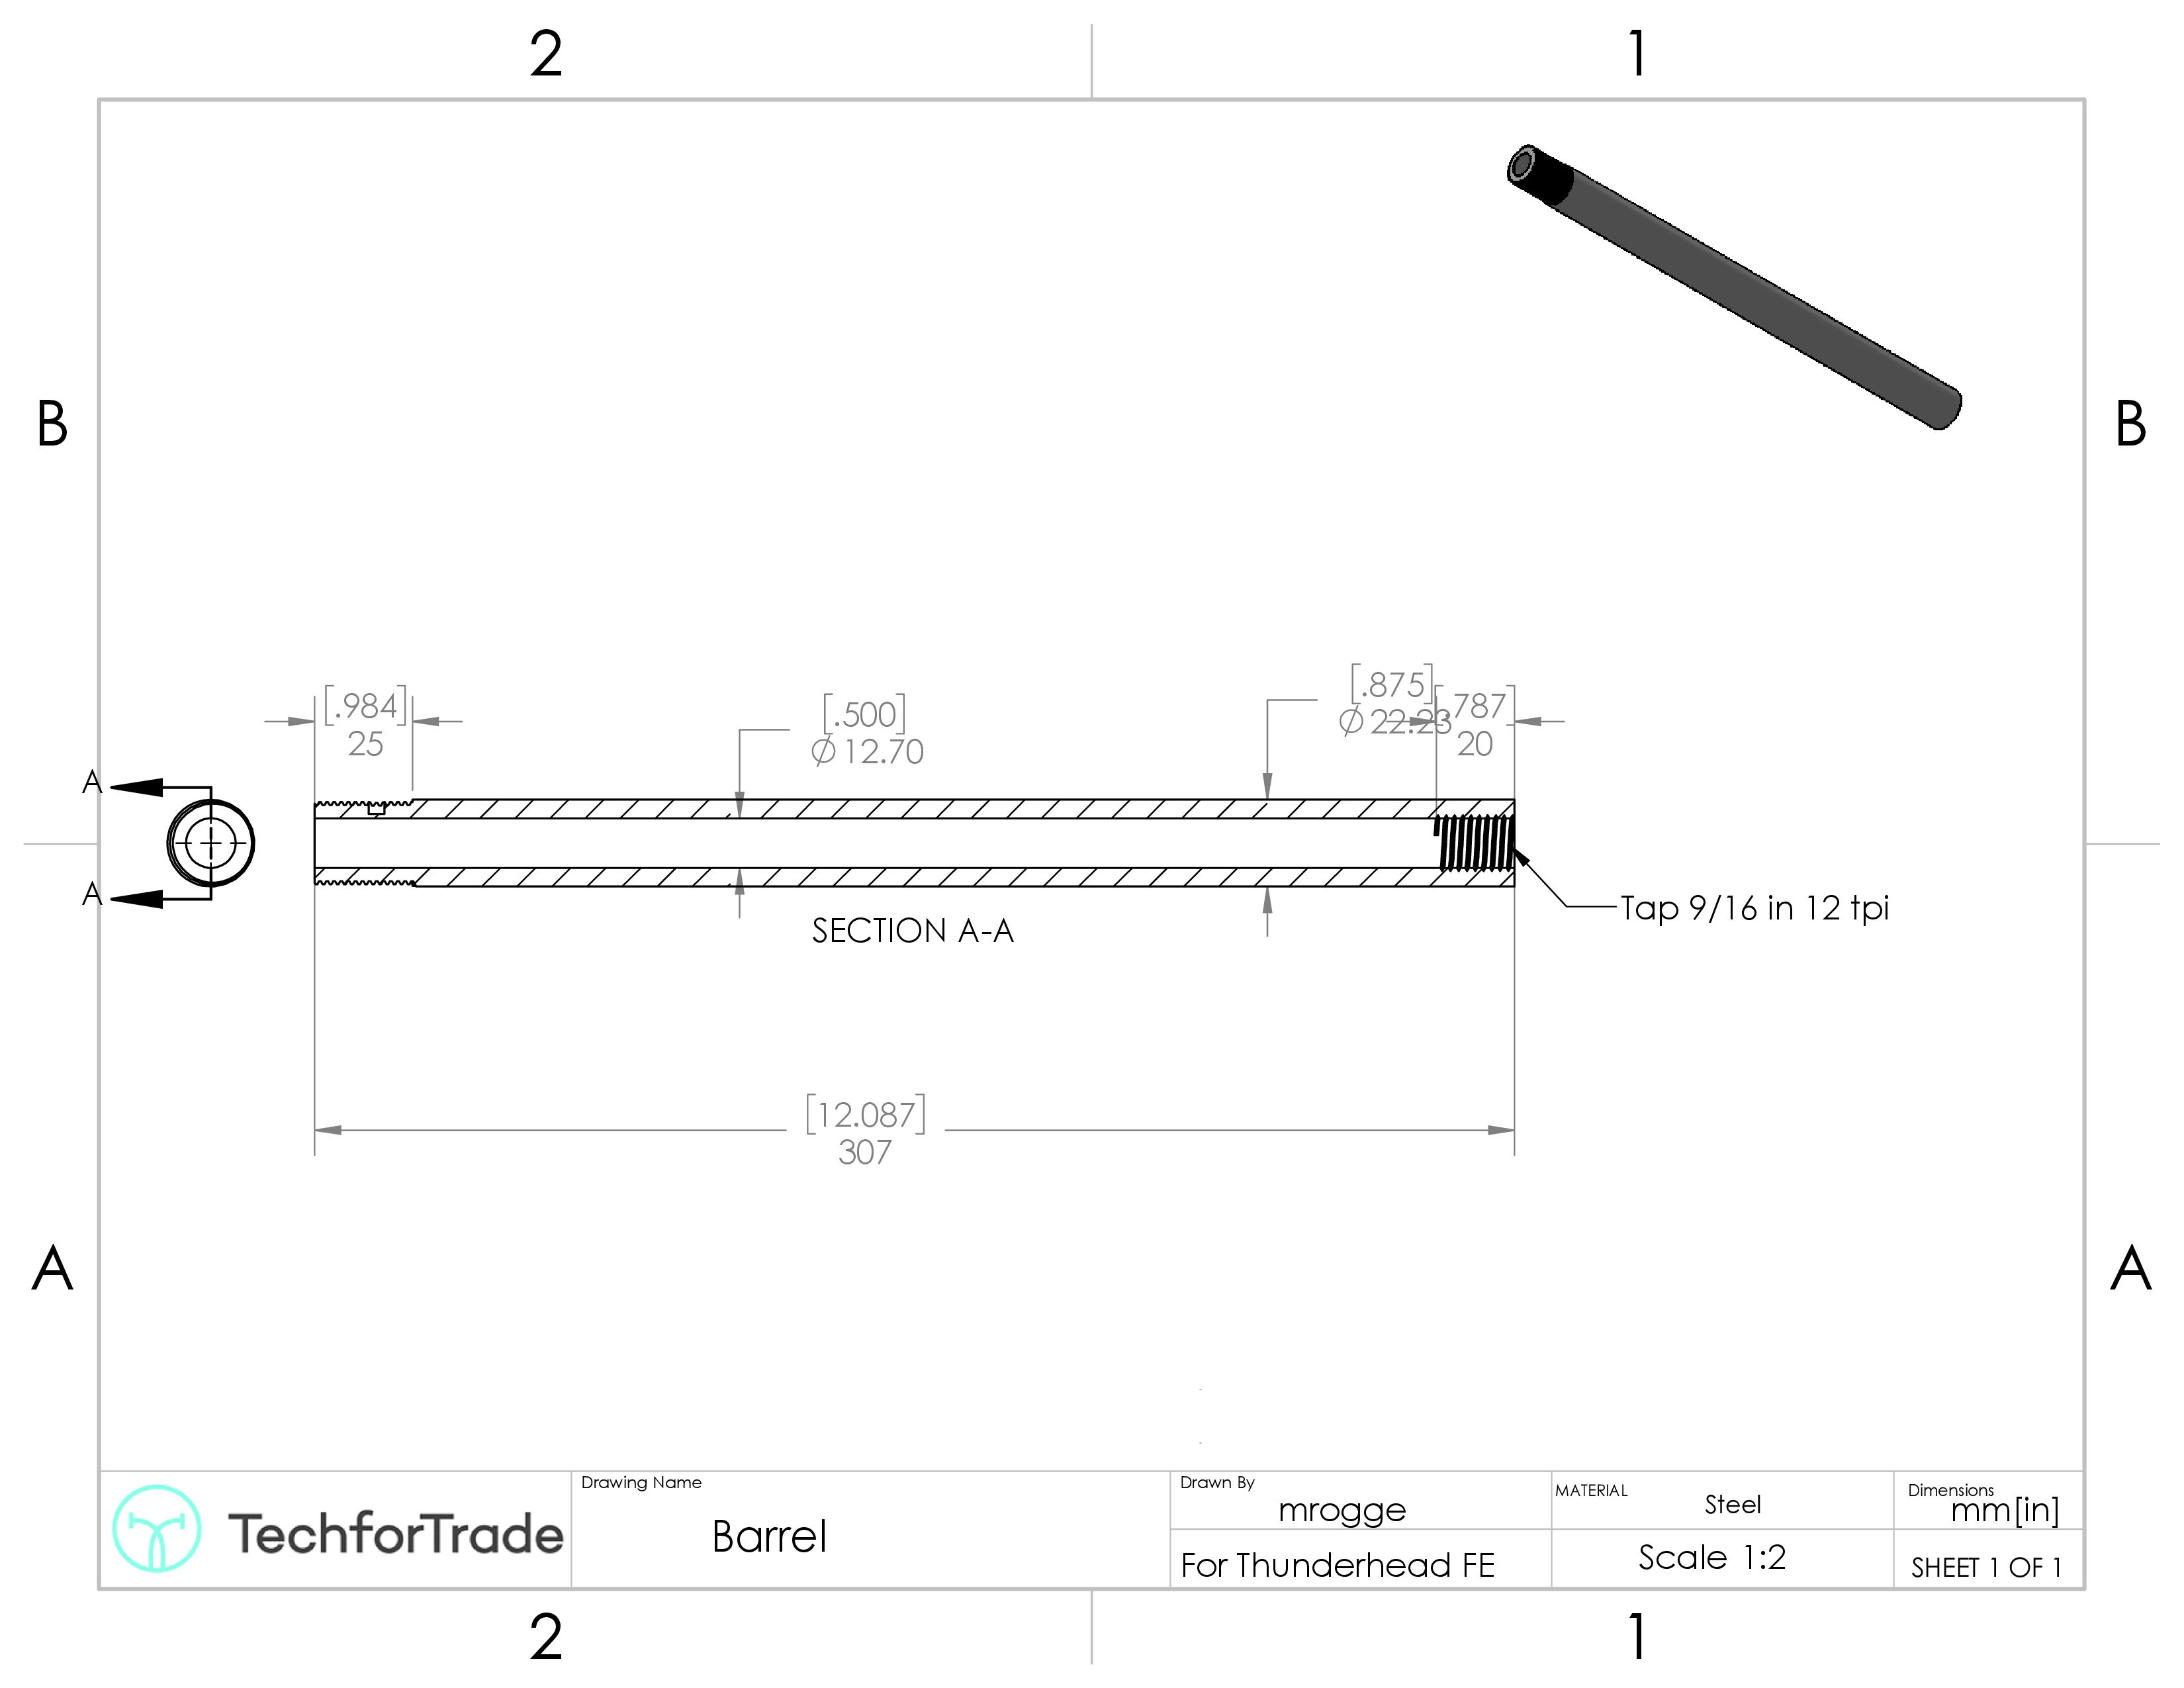 2 1
B B
[.984]
25
[.500]
Ø 12.70
[.875]
Ø 22.23
[.787]
20
A
A
Tap 9/16 in 12 tpi
SECTION A-A
[12.087]
307
A A
TechforTrade
Drawing Name
Barrel
Drawn By
mrogge
For Thunderhead FE
MATERIAL
Steel
Scale 1:2
Dimensions
mm[in]
SHEET 1 OF 1
2 1